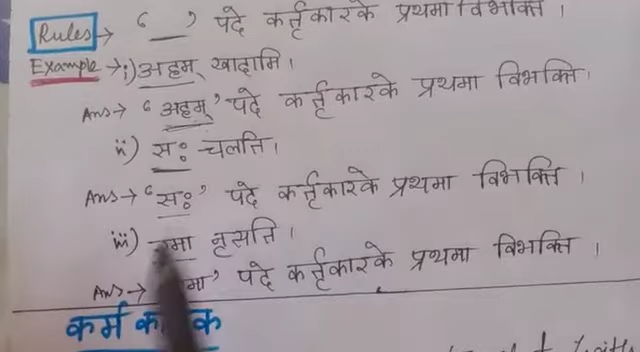 Rules → ‘ __ ’ पदे कर्तृकारके प्रथमा विभक्ति ।
Example → i) अहम् खादामि ।
Ans → ‘ अहम् ’ पदे कर्तृकारके प्रथमा विभक्ति ।
ii) सः चलति ।
Ans → ‘ सः ’ पदे कर्तृकारके प्रथमा विभक्ति ।
iii) नृसति ।
Ans → ’ पदे कर्तृकारके प्रथमा विभक्ति ।
कर्म